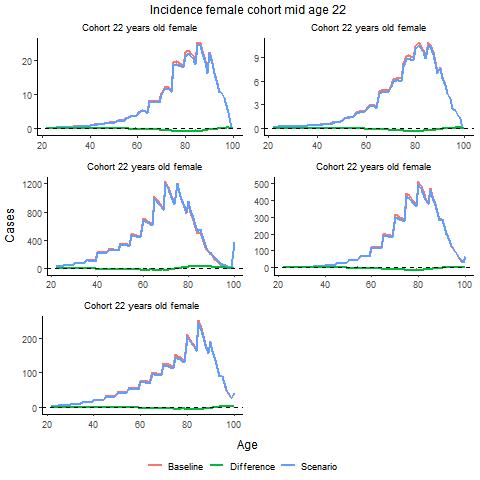 Incidence female cohort mid age 22
Cohort 22 years old female
20
10
0
20 40 60 80 100
Cohort 22 years old female
9
6
3
0
20 40 60 80 100
Cohort 22 years old female
1200
800
400
0
20 40 60 80 100
Cohort 22 years old female
500
400
300
200
100
0
20 40 60 80 100
Cohort 22 years old female
200
100
0
20 40 60 80 100
Cases
Age
Baseline Difference Scenario